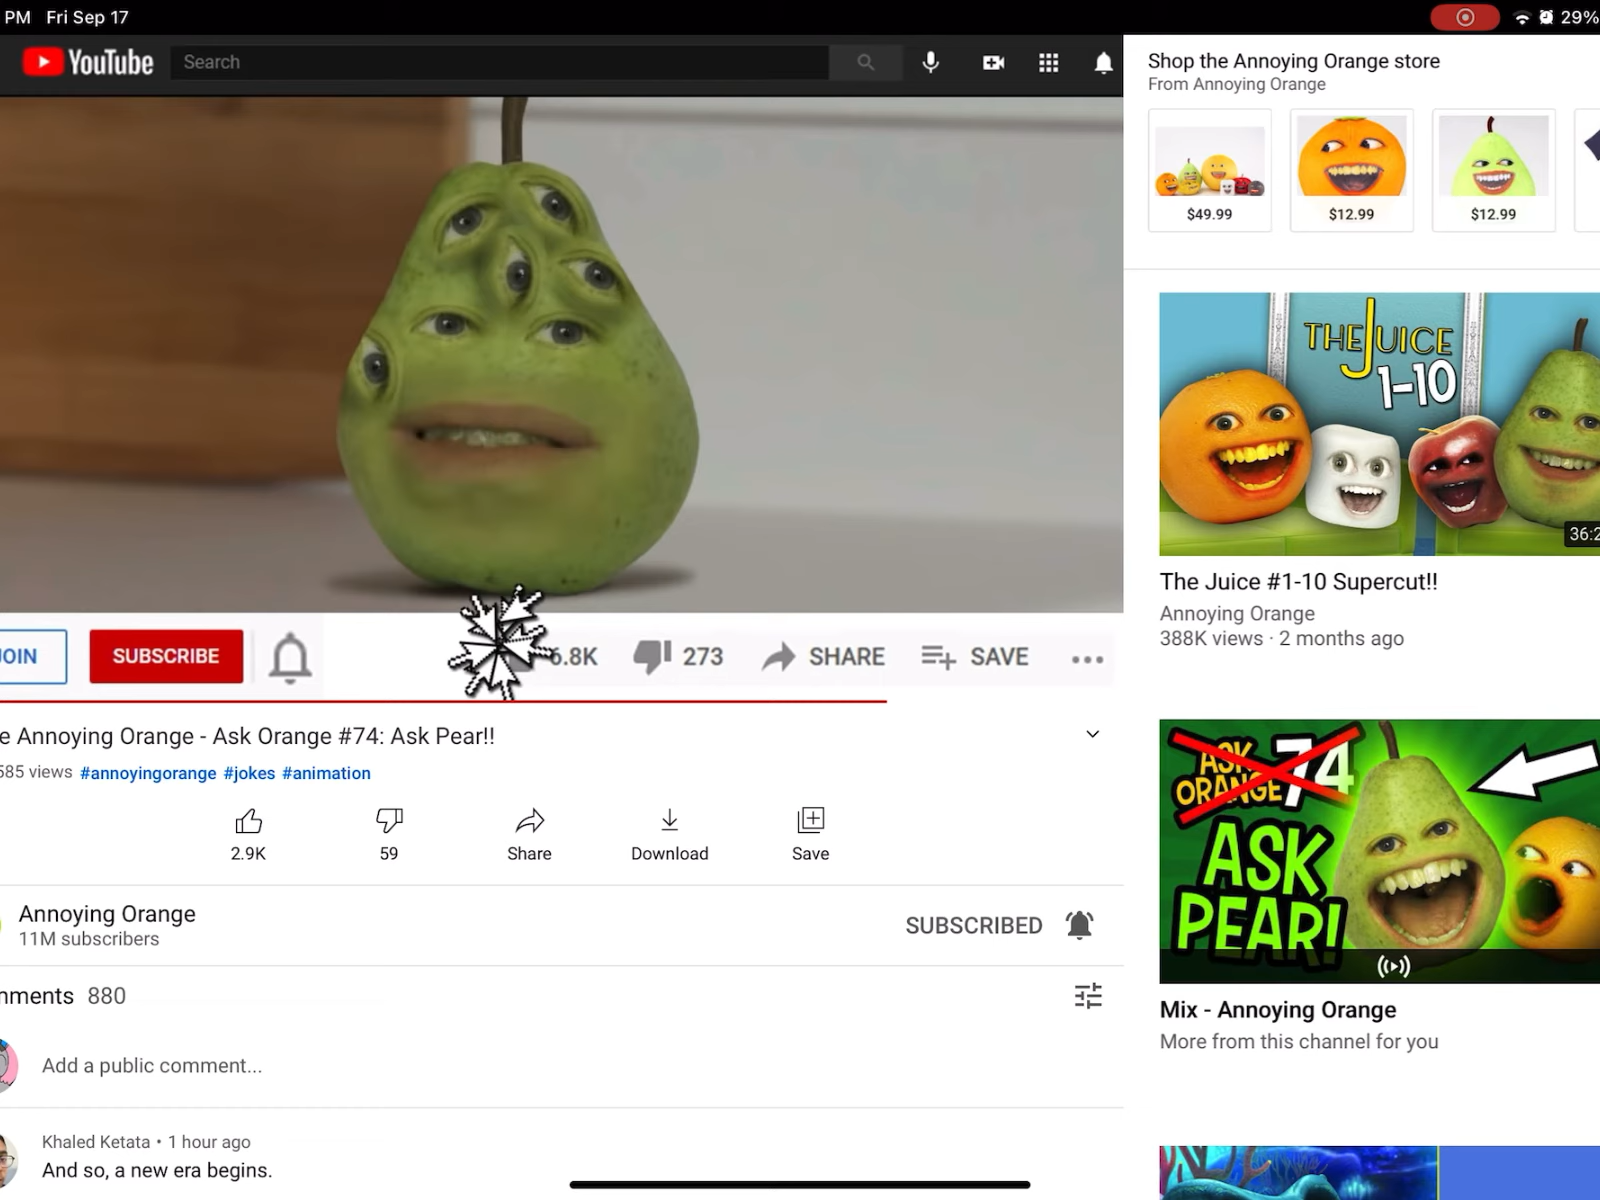 PM Fri Sep 17
29%
YouTube
Search
Shop the Annoying Orange store
From Annoying Orange
$49.99
$12.99
$12.99
THE JUICE
1-10
36:2
The Juice #1-10 Supercut!!
Annoying Orange
388K views · 2 months ago
JOIN
SUBSCRIBE
6.8K
273
SHARE
SAVE
e Annoying Orange - Ask Orange #74: Ask Pear!!
585 views #annoyingorange #jokes #animation
2.9K
59
Share
Download
Save
Annoying Orange
11M subscribers
SUBSCRIBED
mments 880
Add a public comment...
Khaled Ketata • 1 hour ago
And so, a new era begins.
ASK
ORANGE 74
ASK
PEAR!
Mix - Annoying Orange
More from this channel for you